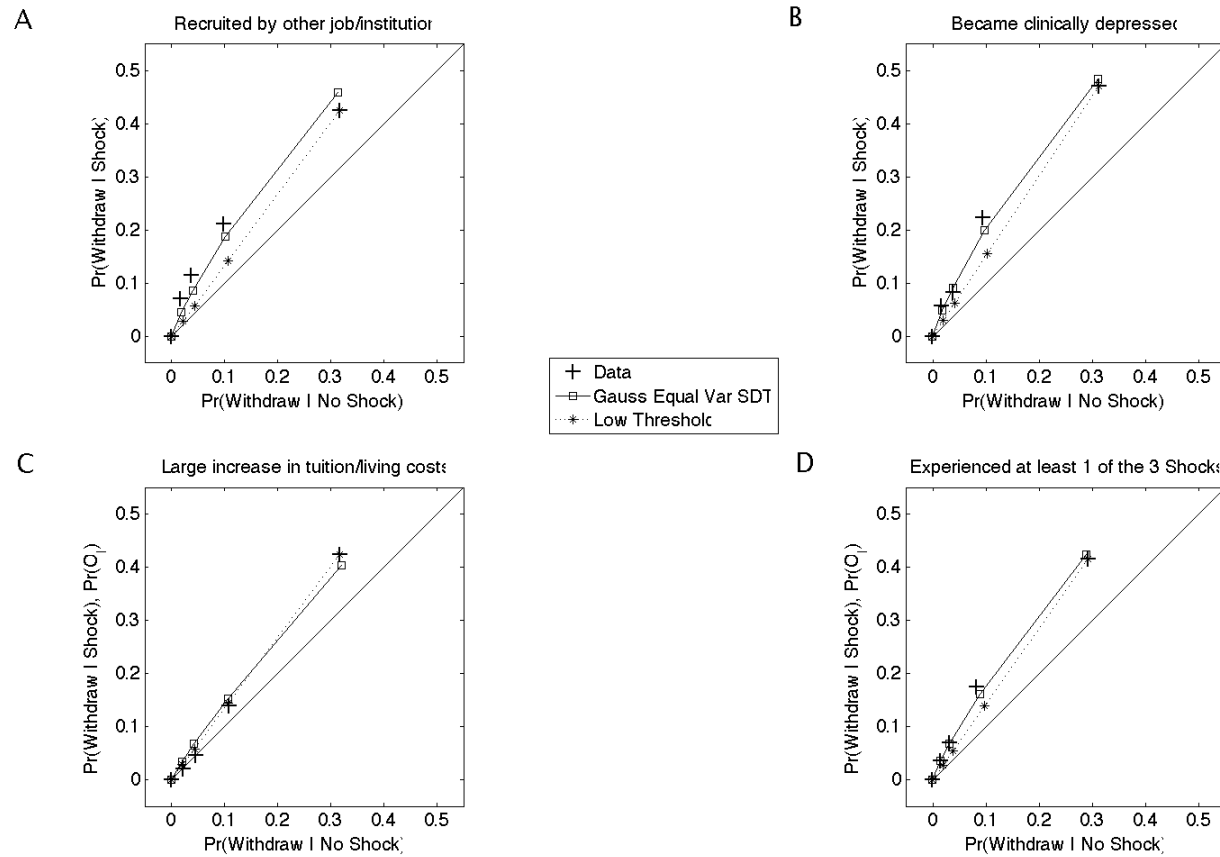 A
Recruited by other job/institution
Pr(Withdraw | Shock)
0.5
0.4
0.3
0.2
0.1
0
0 0.1 0.2 0.3 0.4 0.5
Pr(Withdraw | No Shock)
B
Became clinically depressed
Pr(Withdraw | Shock)
0.5
0.4
0.3
0.2
0.1
0
0 0.1 0.2 0.3 0.4 0.5
Pr(Withdraw | No Shock)
Data
Gauss Equal Var SDT
Low Threshold
C
Large increase in tuition/living costs
Pr(Withdraw | Shock), Pr(O|)
0.5
0.4
0.3
0.2
0.1
0
0 0.1 0.2 0.3 0.4 0.5
Pr(Withdraw | No Shock)
D
Experienced at least 1 of the 3 Shocks
Pr(Withdraw | Shock), Pr(O|)
0.5
0.4
0.3
0.2
0.1
0
0 0.1 0.2 0.3 0.4 0.5
Pr(Withdraw | No Shock)